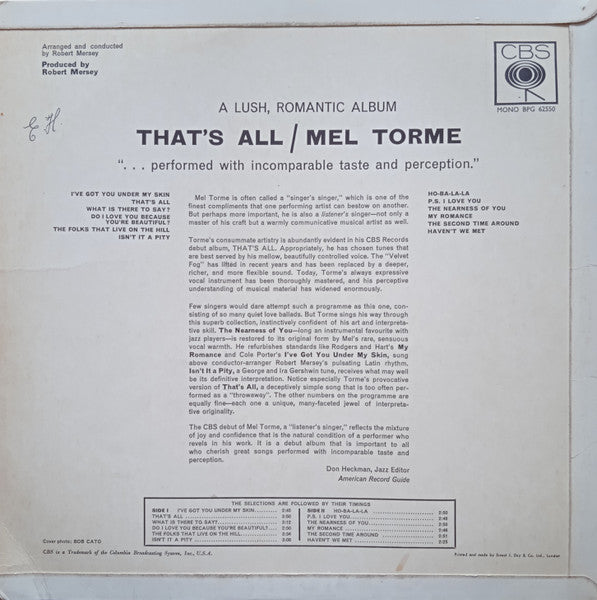 Arranged and conducted
by Robert Mersey
Produced by
Robert Mersey
E H.
CBS
MONO BPG 62550
A LUSH, ROMANTIC ALBUM
THAT'S ALL / MEL TORME
". . . performed with incomparable taste and perception."
I'VE GOT YOU UNDER MY SKIN
THAT'S ALL
WHAT IS THERE TO SAY?
DO I LOVE YOU BECAUSE
YOU'RE BEAUTIFUL?
THE FOLKS THAT LIVE ON THE HILL
ISN'T IT A PITY
HO-BA-LA-LA
P.S. I LOVE YOU
THE NEARNESS OF YOU
MY ROMANCE
THE SECOND TIME AROUND
HAVEN'T WE MET
Mel Torme is often called a "singer's singer," which is one of the
finest compliments that one performing artist can bestow on another.
But perhaps more important, he is also a listener's singer—not only a
master of his craft but a warmly communicative musical artist as well.
Torme's consummate artistry is abundantly evident in his CBS Records
debut album, THAT'S ALL. Appropriately, he has chosen tunes that
are best served by his mellow, beautifully controlled voice. The "Velvet
Fog" has lifted in recent years and has been replaced by a deeper,
richer, and more flexible sound. Today, Torme's always expressive
vocal instrument has been thoroughly mastered, and his perceptive
understanding of musical material has widened enormously.
Few singers would dare attempt such a programme as this one, con-
sisting of so many quiet love ballads. But Torme sings his way through
this superb collection, instinctively confident of his art and interpreta-
tive skill. The Nearness of You—long an instrumental favourite with
jazz players—is restored to its original form by Mel's rare, sensuous
vocal warmth. He refurbishes standards like Rodgers and Hart's My
Romance and Cole Porter's I've Got You Under My Skin, sung
above conductor-arranger Robert Mersey's pulsating Latin rhythm,
Isn't It a Pity, a George and Ira Gershwin tune, receives what may well
be its definitive interpretation. Notice especially Torme's provocative
version of That's All, a deceptively simple song that is too often per-
formed as a "throwaway". The other numbers on the programme are
equally fine—each one a unique, many-faceted jewel of interpreta-
tive originality.
The CBS debut of Mel Torme, a "listener's singer," reflects the mixture
of joy and confidence that is the natural condition of a performer who
revels in his work. It is a debut album that is important to all
who cherish great songs performed with incomparable taste and
perception.
Don Heckman, Jazz Editor
American Record Guide
THE SELECTIONS ARE FOLLOWED BY THEIR TIMINGS
SIDE I I'VE GOT YOU UNDER MY SKIN
THAT'S ALL
WHAT IS THERE TO SAY?
DO I LOVE YOU BECAUSE YOU'RE BEAUTIFUL?
THE FOLKS THAT LIVE ON THE HILL
ISN'T IT A PITY
SIDE II HO-BA-LA-LA
P.S. I LOVE YOU
THE NEARNESS OF YOU
MY ROMANCE
THE SECOND TIME AROUND
HAVEN'T WE MET
Cover photo: BOB CATO
CBS is a Trademark of the Columbia Broadcasting System, Inc., U.S.A.
Printed and made by Ernest J. Day & Co. Ltd., London